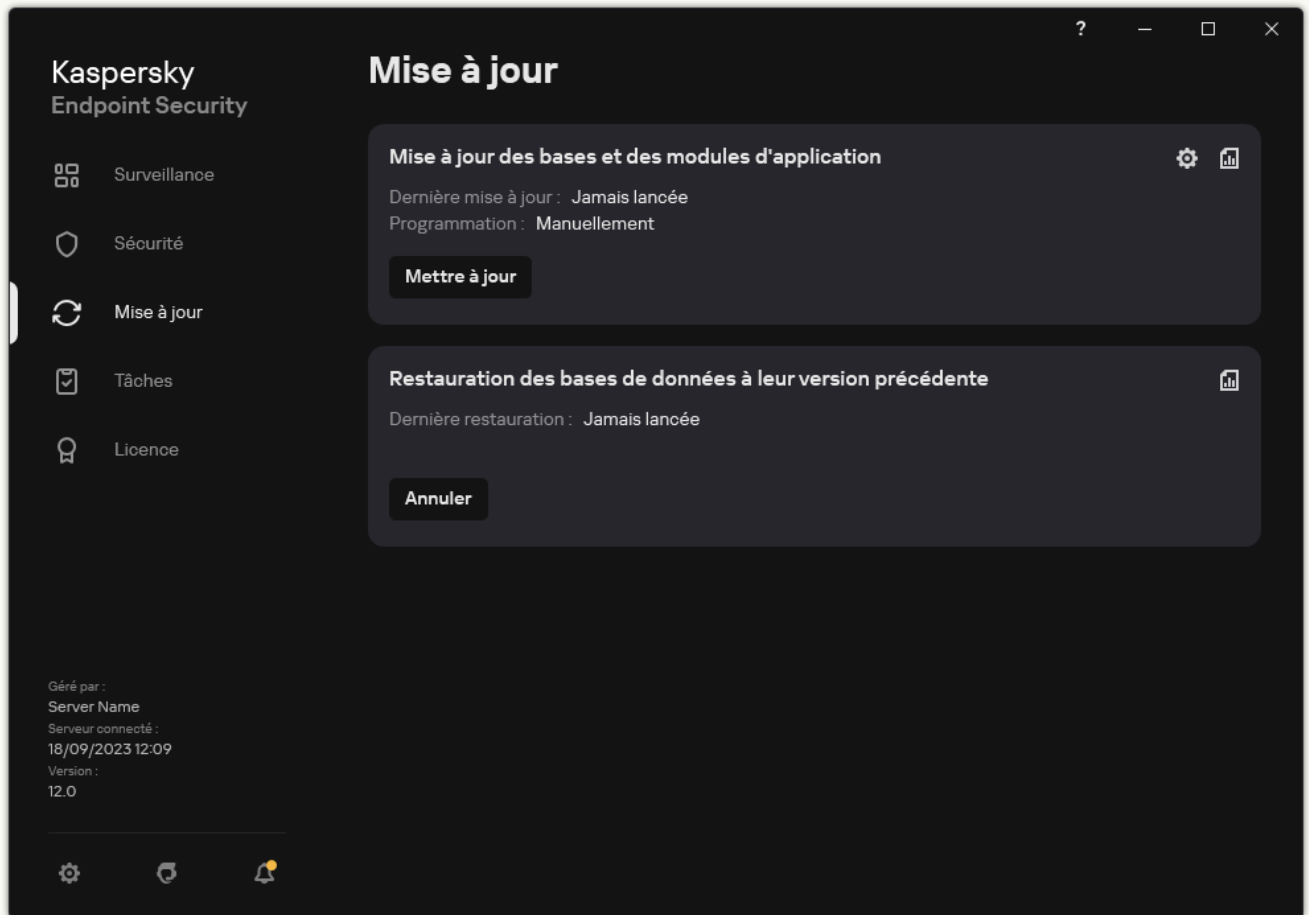 ?
Kaspersky
Endpoint Security
Surveillance
Sécurité
Mise à jour
Tâches
Licence
Géré par :
Server Name
Serveur connecté :
18/09/2023 12:09
Version :
12.0
Mise à jour
Mise à jour des bases et des modules d'application
Dernière mise à jour : Jamais lancée
Programmation : Manuellement
Mettre à jour
Restauration des bases de données à leur version précédente
Dernière restauration : Jamais lancée
Annuler